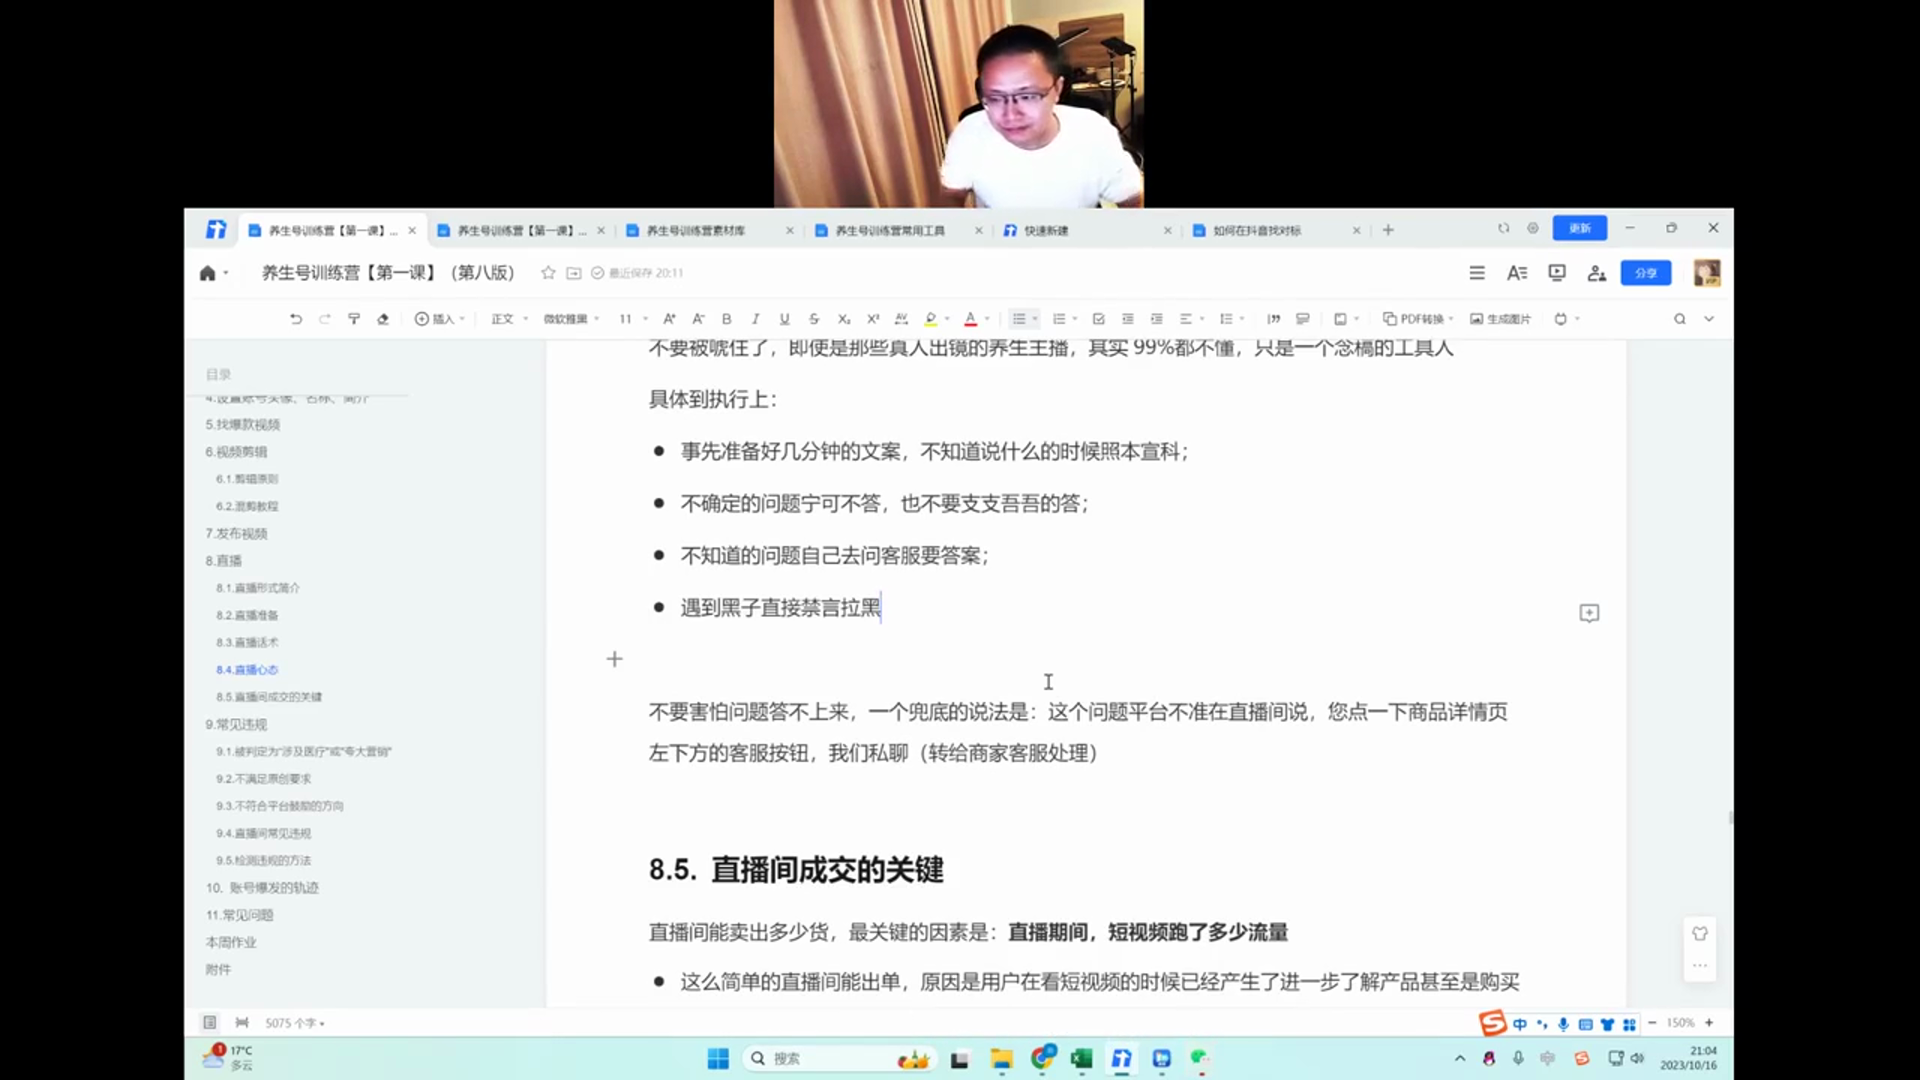 养生号训练营【第一课】...
养生号训练营【第一课】...
养生号训练营素材库
养生号训练营常用工具
快速新建
如何在抖音找对标
更新
养生号训练营【第一课】（第八版）
最近保存 20:11
分享
插入
正文
微软雅黑
11
PDF转换
生成图片
目录
4.设置账号头像、名称、简介
5.找爆款视频
6.视频剪辑
6.1.剪辑原则
6.2.混剪教程
7.发布视频
8.直播
8.1.直播形式简介
8.2.直播准备
8.3.直播话术
8.4.直播心态
8.5.直播间成交的关键
9.常见违规
9.1.被判定为“涉及医疗”或“夸大营销”
9.2.不满足原创要求
9.3.不符合平台鼓励的方向
9.4.直播间常见违规
9.5.检测违规的方法
10. 账号爆发的轨迹
11.常见问题
本周作业
附件
不要被唬住了，即使是那些真人出镜的养生主播，其实 99%都不懂，只是一个念稿的工具人
具体到执行上：
● 事先准备好几分钟的文案，不知道说什么的时候照本宣科；
● 不确定的问题宁可不答，也不要支支吾吾的答；
● 不知道的问题自己去问客服要答案；
● 遇到黑子直接禁言拉黑
不要害怕问题答不上来，一个兜底的说法是：这个问题平台不准在直播间说，您点一下商品详情页
左下方的客服按钮，我们私聊（转给商家客服处理）
8.5. 直播间成交的关键
直播间能卖出多少货，最关键的因素是：直播期间，短视频跑了多少流量
● 这么简单的直播间能出单，原因是用户在看短视频的时候已经产生了进一步了解产品甚至是购买
5075 个字
中
150%
17°C
多云
搜索
21:04
2023/10/16